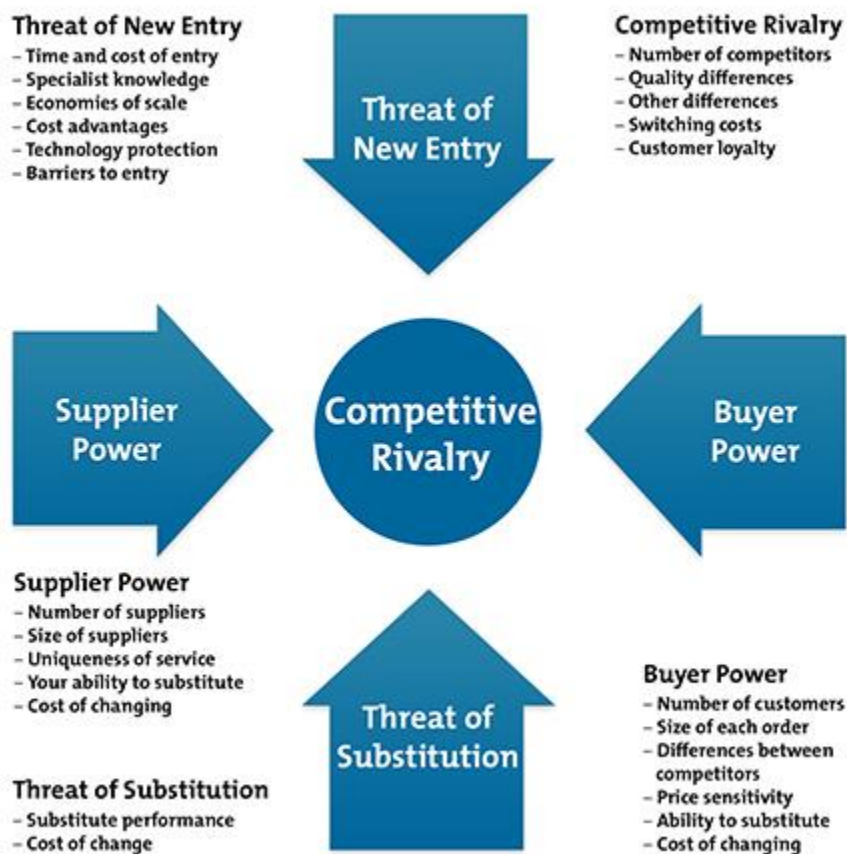 Threat of New Entry
– Time and cost of entry
– Specialist knowledge
– Economies of scale
– Cost advantages
– Technology protection
– Barriers to entry
Threat of
New Entry
Competitive Rivalry
– Number of competitors
– Quality differences
– Other differences
– Switching costs
– Customer loyalty
Supplier
Power
Competitive
Rivalry
Buyer
Power
Supplier Power
– Number of suppliers
– Size of suppliers
– Uniqueness of service
– Your ability to substitute
– Cost of changing
Threat of Substitution
– Substitute performance
– Cost of change
Threat of
Substitution
Buyer Power
– Number of customers
– Size of each order
– Differences between
competitors
– Price sensitivity
– Ability to substitute
– Cost of changing